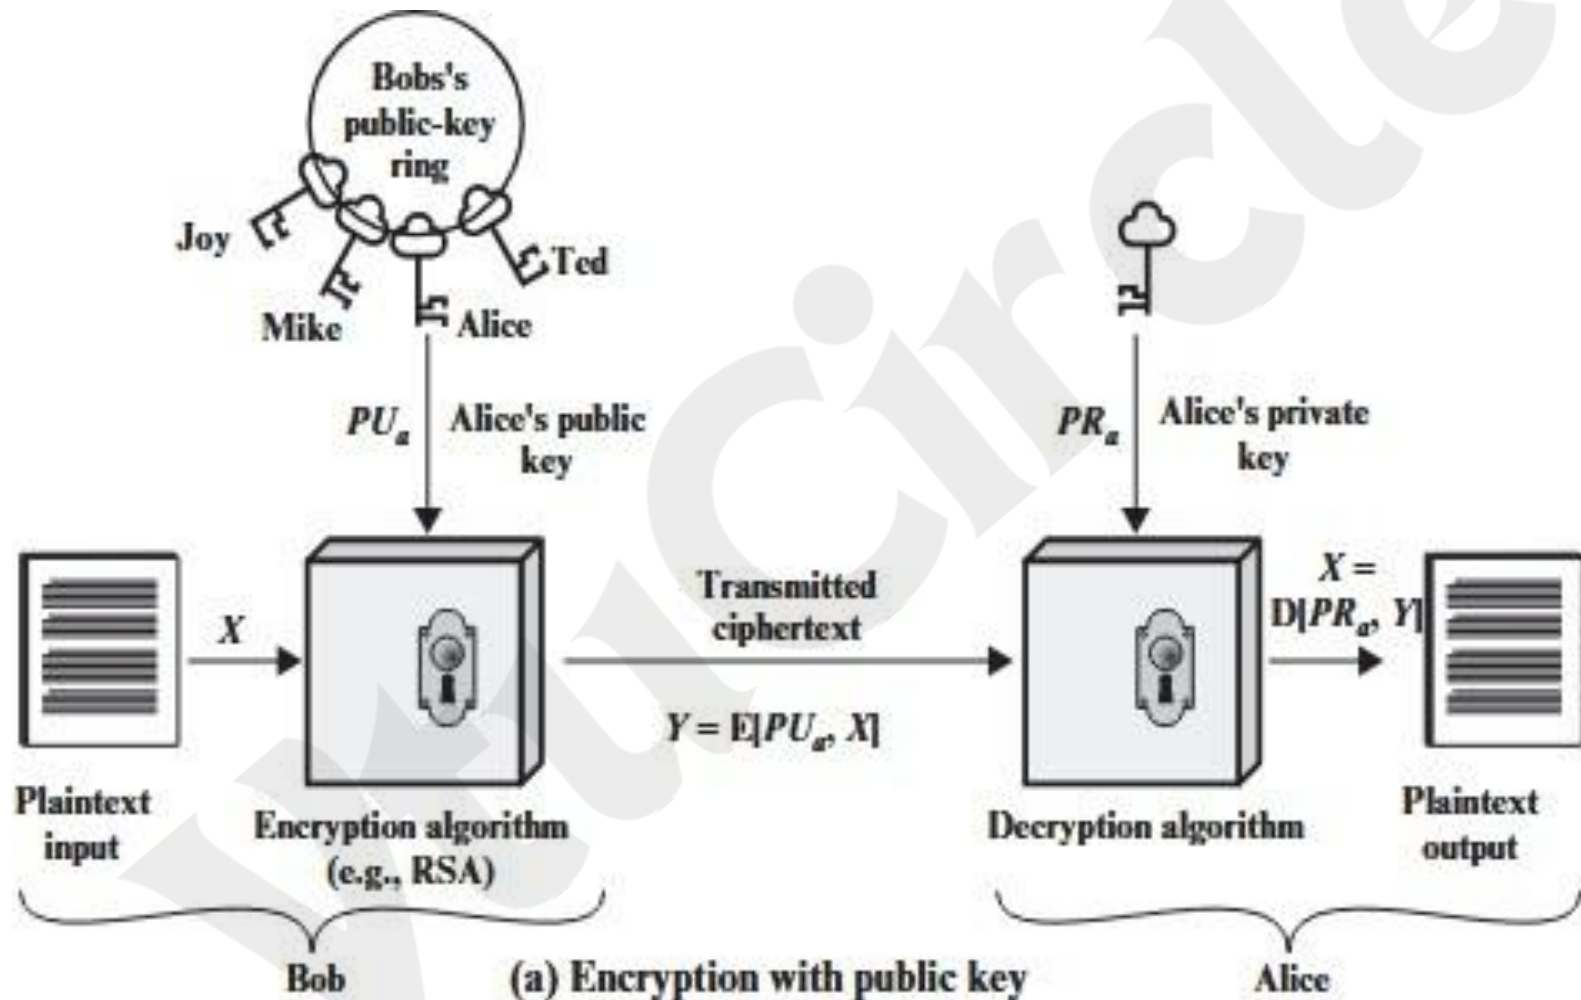 Bobs's
public-key
ring
Joy
Ted
Mike
Alice
PUa
Alice's public
key
PRa
Alice's private
key
X
Transmitted
ciphertext
X =
D[PRa, Y]
Y = E[PUa, X]
Plaintext
input
Encryption algorithm
(e.g., RSA)
Decryption algorithm
Plaintext
output
Bob
(a) Encryption with public key
Alice
VtuCircle